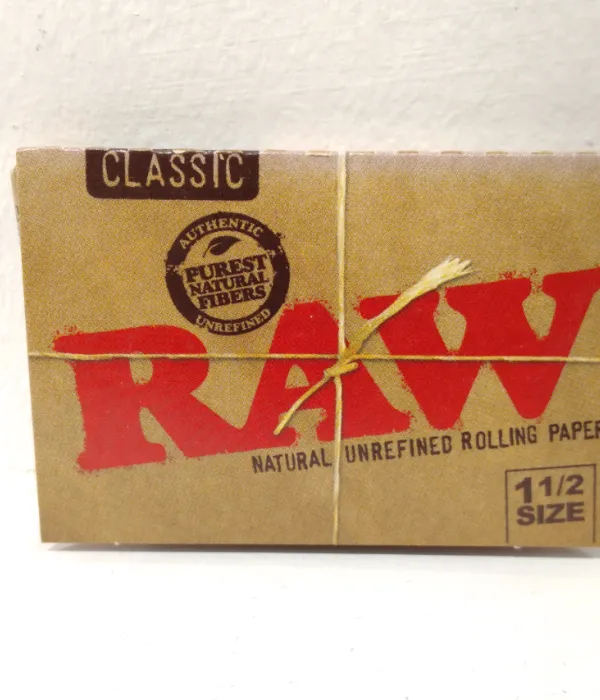 CLASSIC
AUTHENTIC
PUREST
NATURAL
FIBERS
UNREFINED
RAW
NATURAL UNREFINED ROLLING PAPER
1 1/2
SIZE